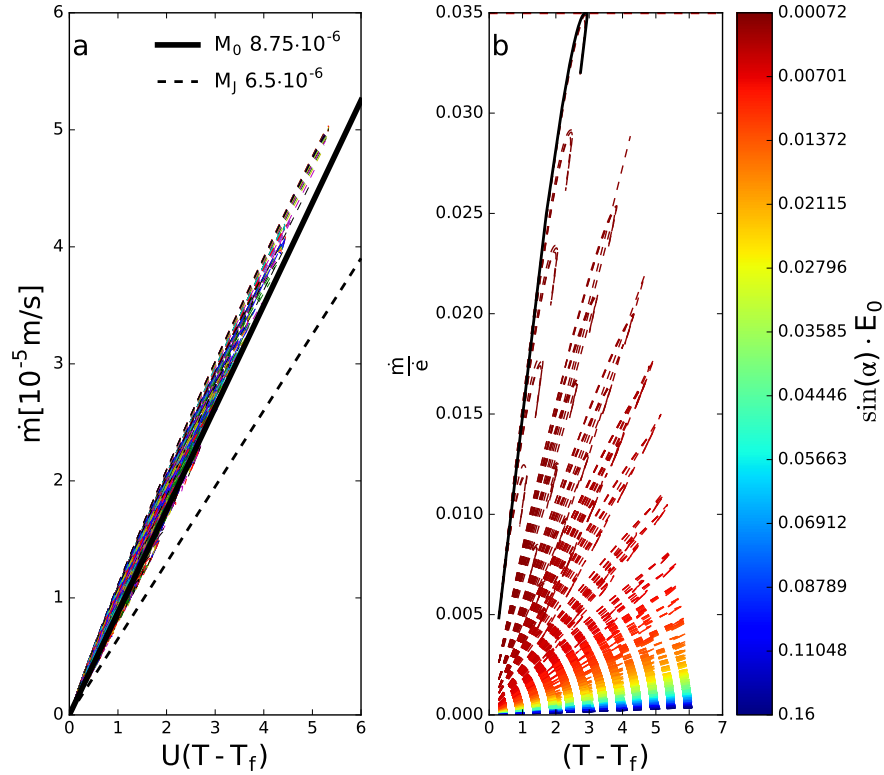 a
M₀ 8.75·10⁻⁶
M_J 6.5·10⁻⁶
6
5
4
3
2
1
0
ṁ[10⁻⁵m/s]
0 1 2 3 4 5 6
U(T-T_f)
b
0.035
0.030
0.025
0.020
0.015
0.010
0.005
0.000
ṁ/ė
0 1 2 3 4 5 6 7
(T-T_f)
0.00072
0.00701
0.01372
0.02115
0.02796
0.03585
0.04446
0.05663
0.06912
0.08789
0.11048
0.16
sin(α)·E₀